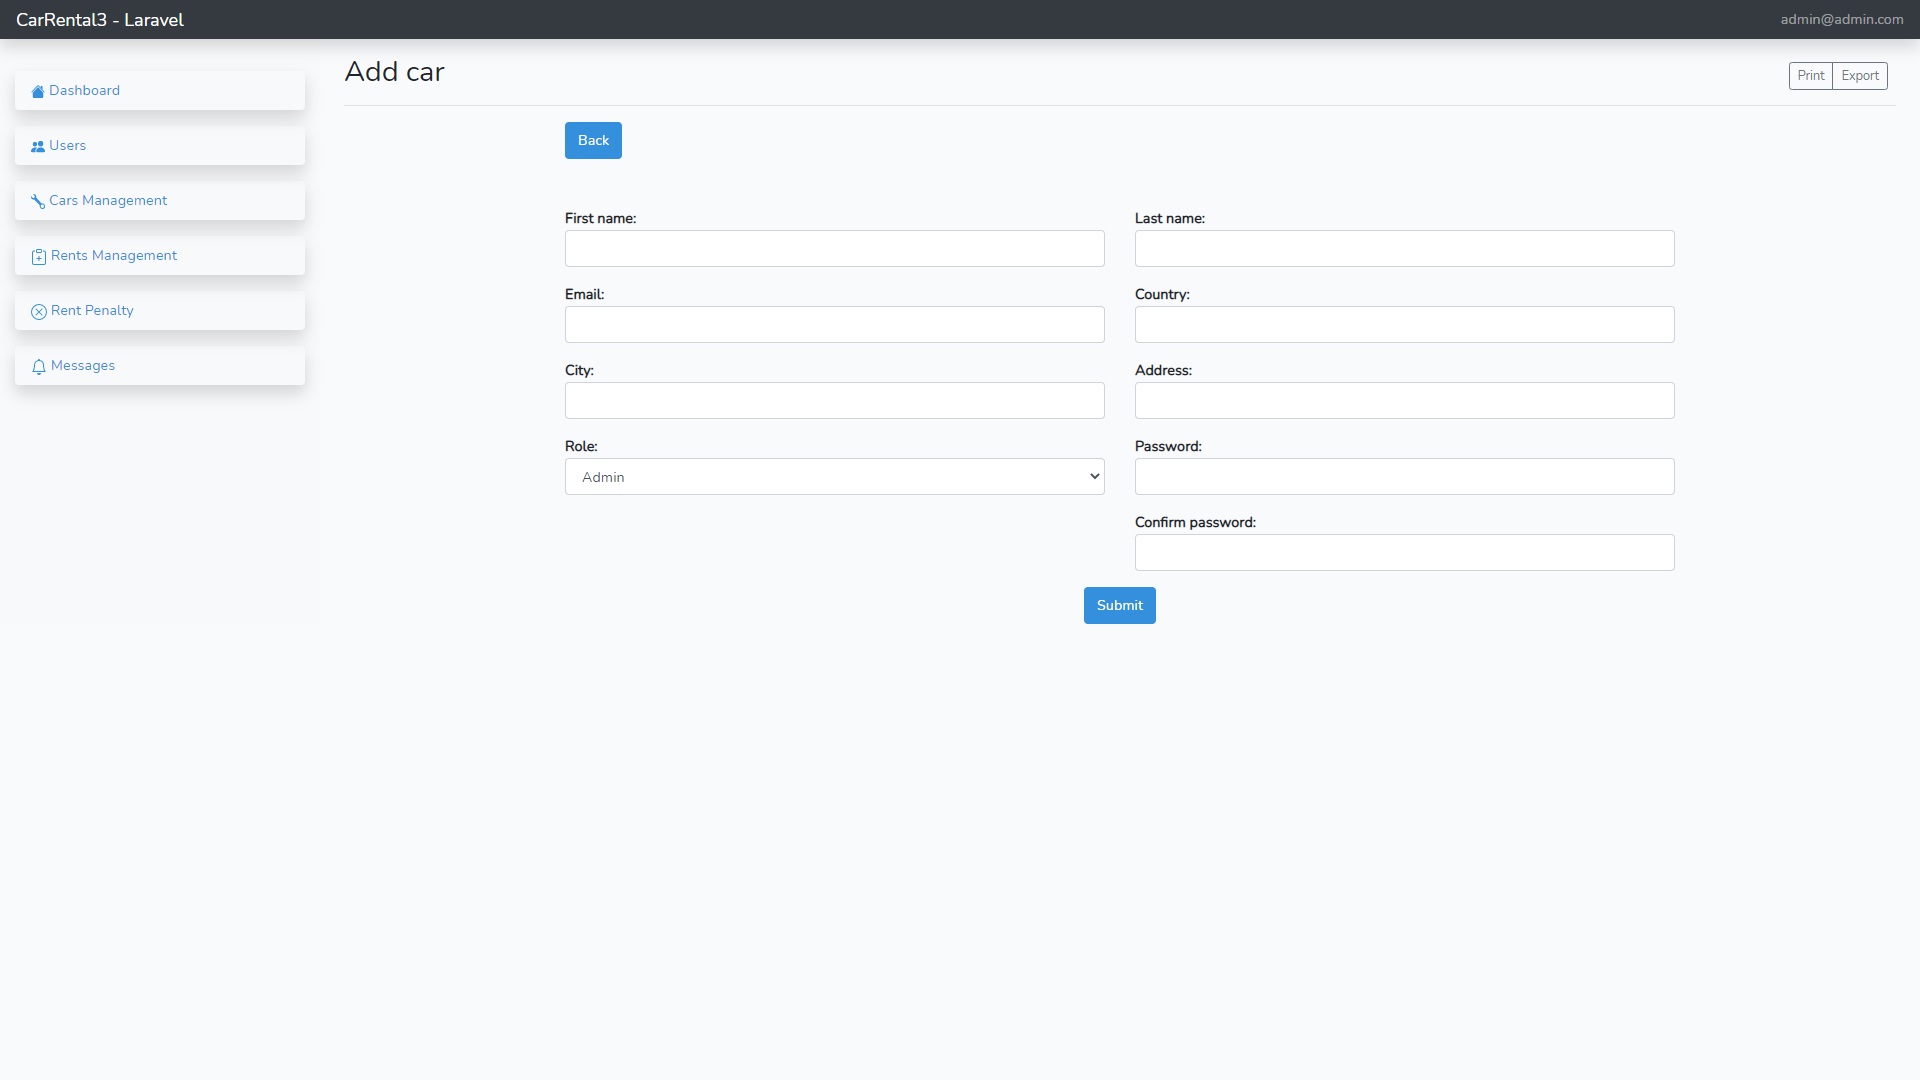 CarRental3 - Laravel
admin@admin.com
Dashboard
Users
Cars Management
Rents Management
Rent Penalty
Messages
Add car
Print
Export
Back
First name:
Last name:
Email:
Country:
City:
Address:
Role:
Password:
Admin
Confirm password:
Submit